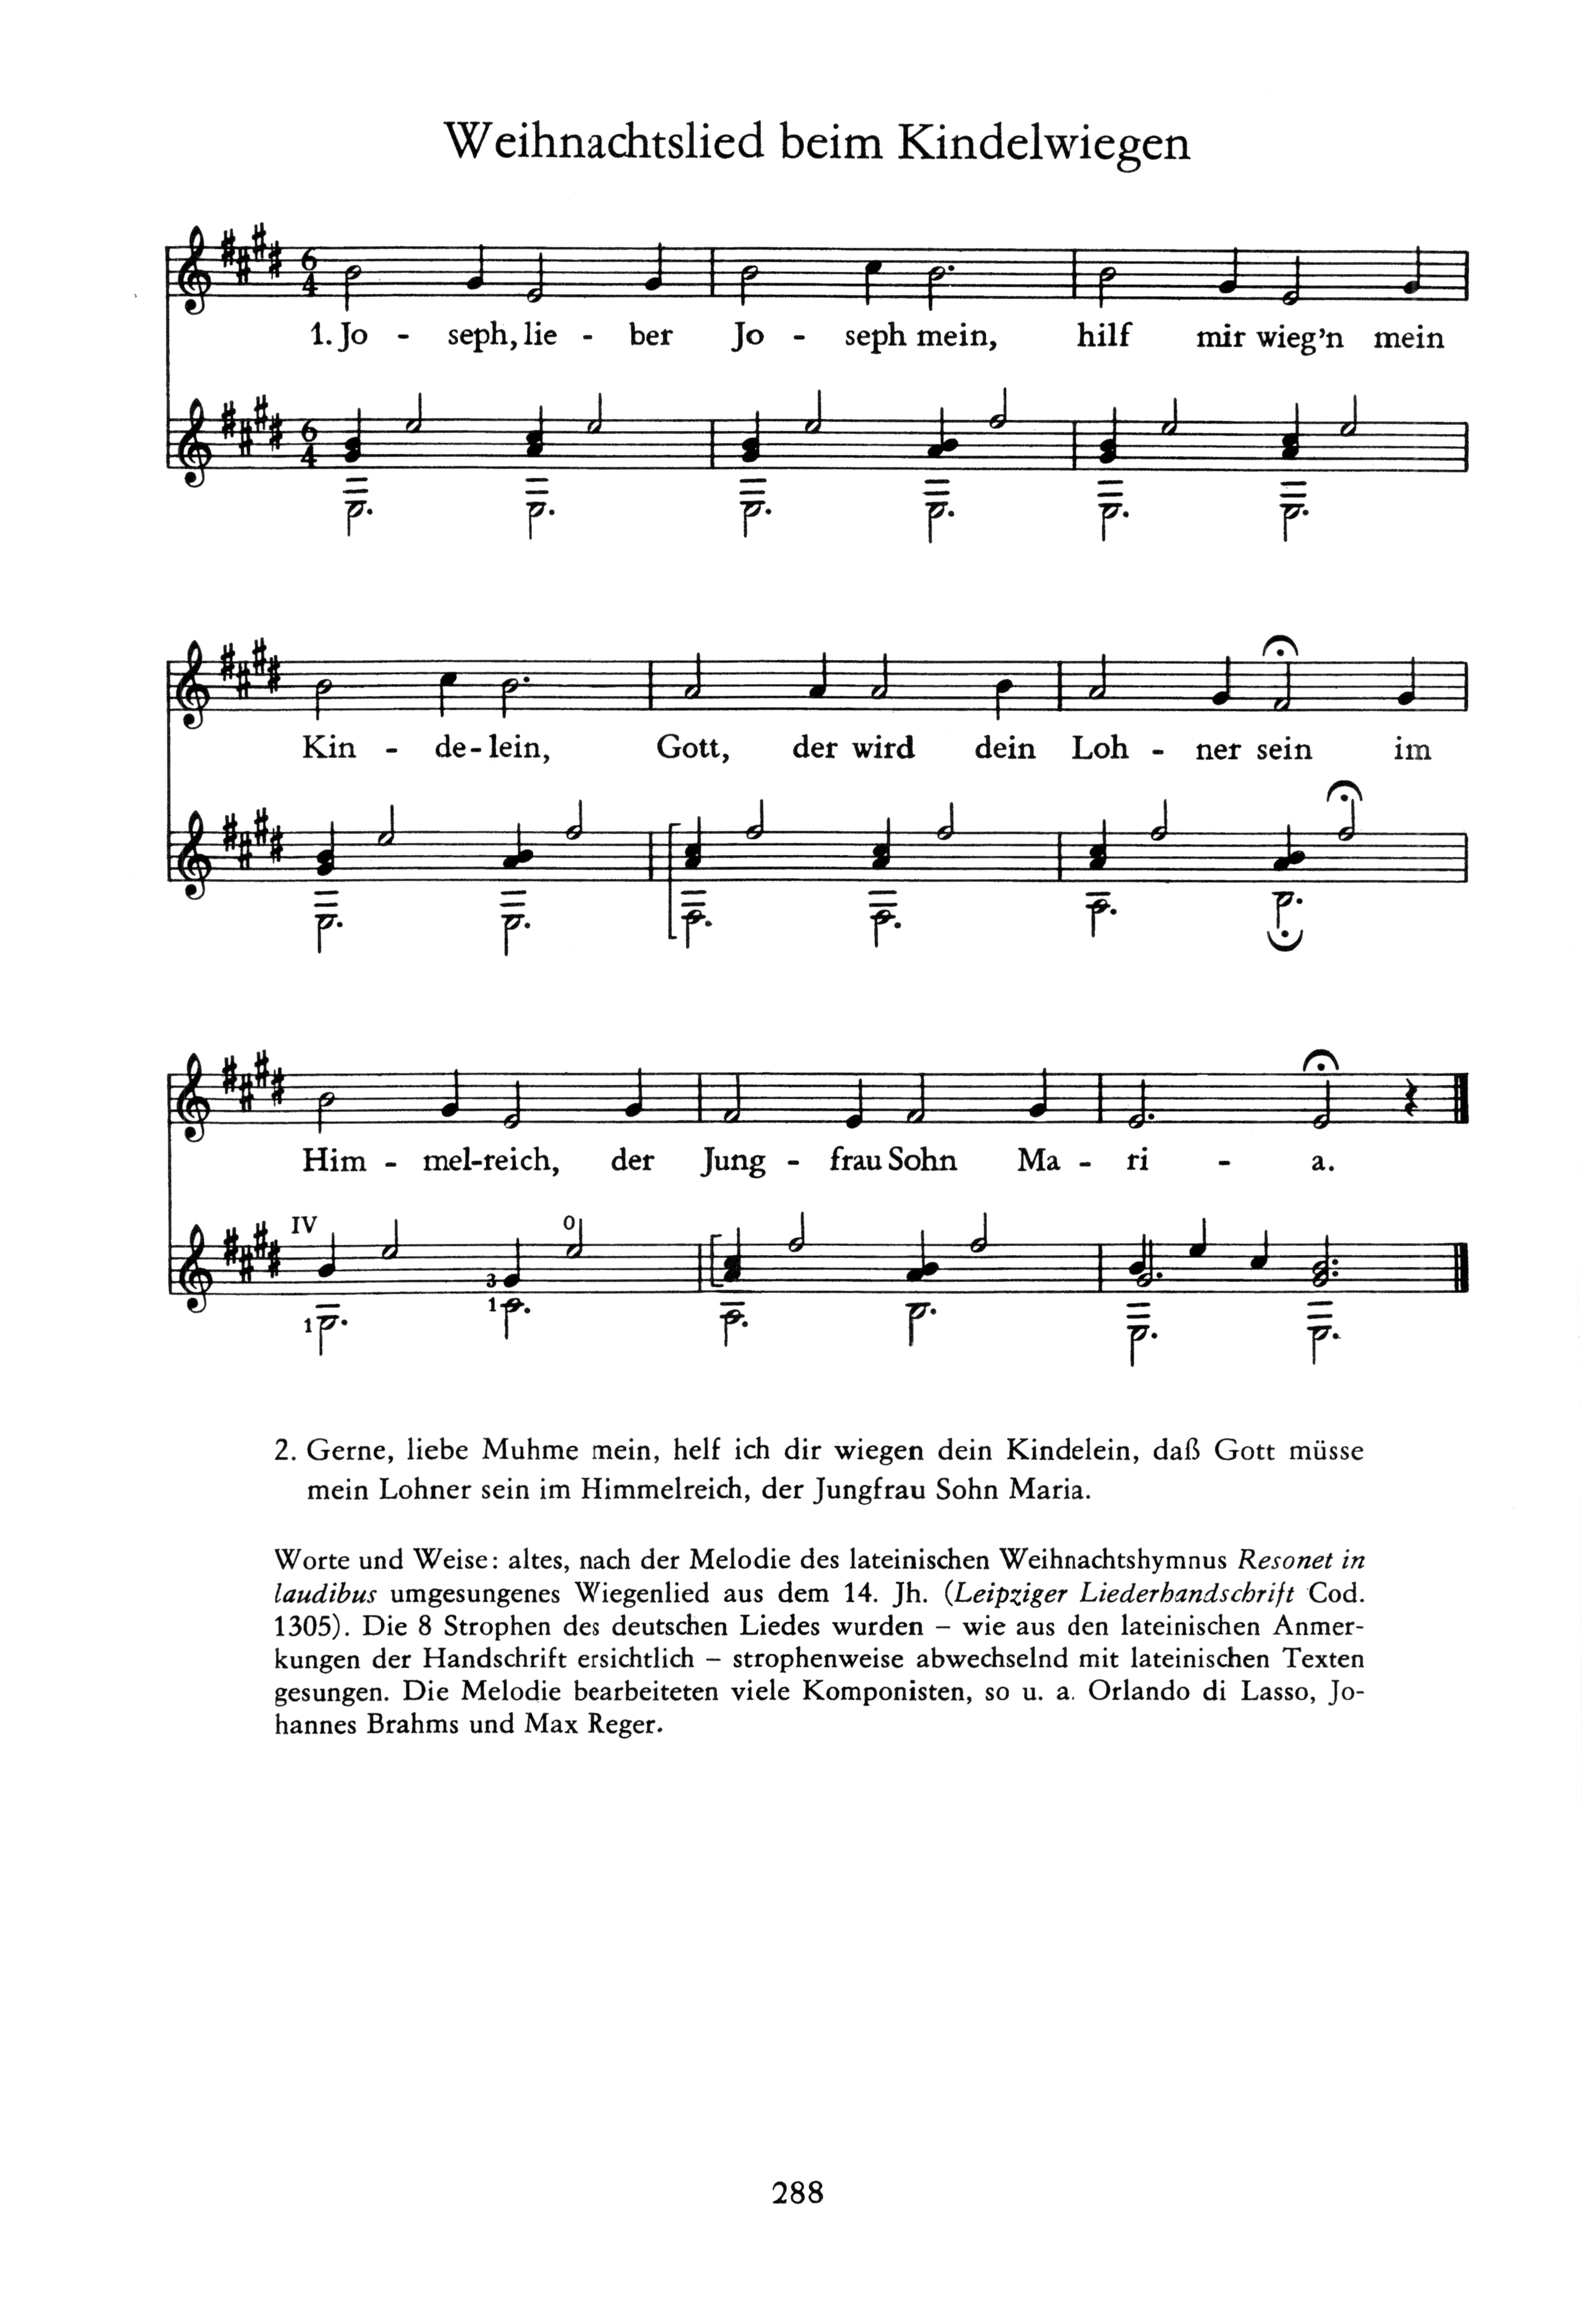 Weihnachtslied beim Kindelwiegen
6 4
1. Jo - seph, lie - ber Jo - seph mein, hilf mir wieg'n mein
6 4
Kin - de - lein, Gott, der wird dein Loh - ner sein im
Him - mel-reich, der Jung - frau Sohn Ma - ri - a.
IV 0
3
1 1
2. Gerne, liebe Muhme mein, helf ich dir wiegen dein Kindelein, daß Gott müsse
mein Lohner sein im Himmelreich, der Jungfrau Sohn Maria.
Worte und Weise: altes, nach der Melodie des lateinischen Weihnachtshymnus Resonet in
laudibus umgesungenes Wiegenlied aus dem 14. Jh. (Leipziger Liederhandschrift Cod.
1305). Die 8 Strophen des deutschen Liedes wurden – wie aus den lateinischen Anmer-
kungen der Handschrift ersichtlich – strophenweise abwechselnd mit lateinischen Texten
gesungen. Die Melodie bearbeiteten viele Komponisten, so u. a. Orlando di Lasso, Jo-
hannes Brahms und Max Reger.
288